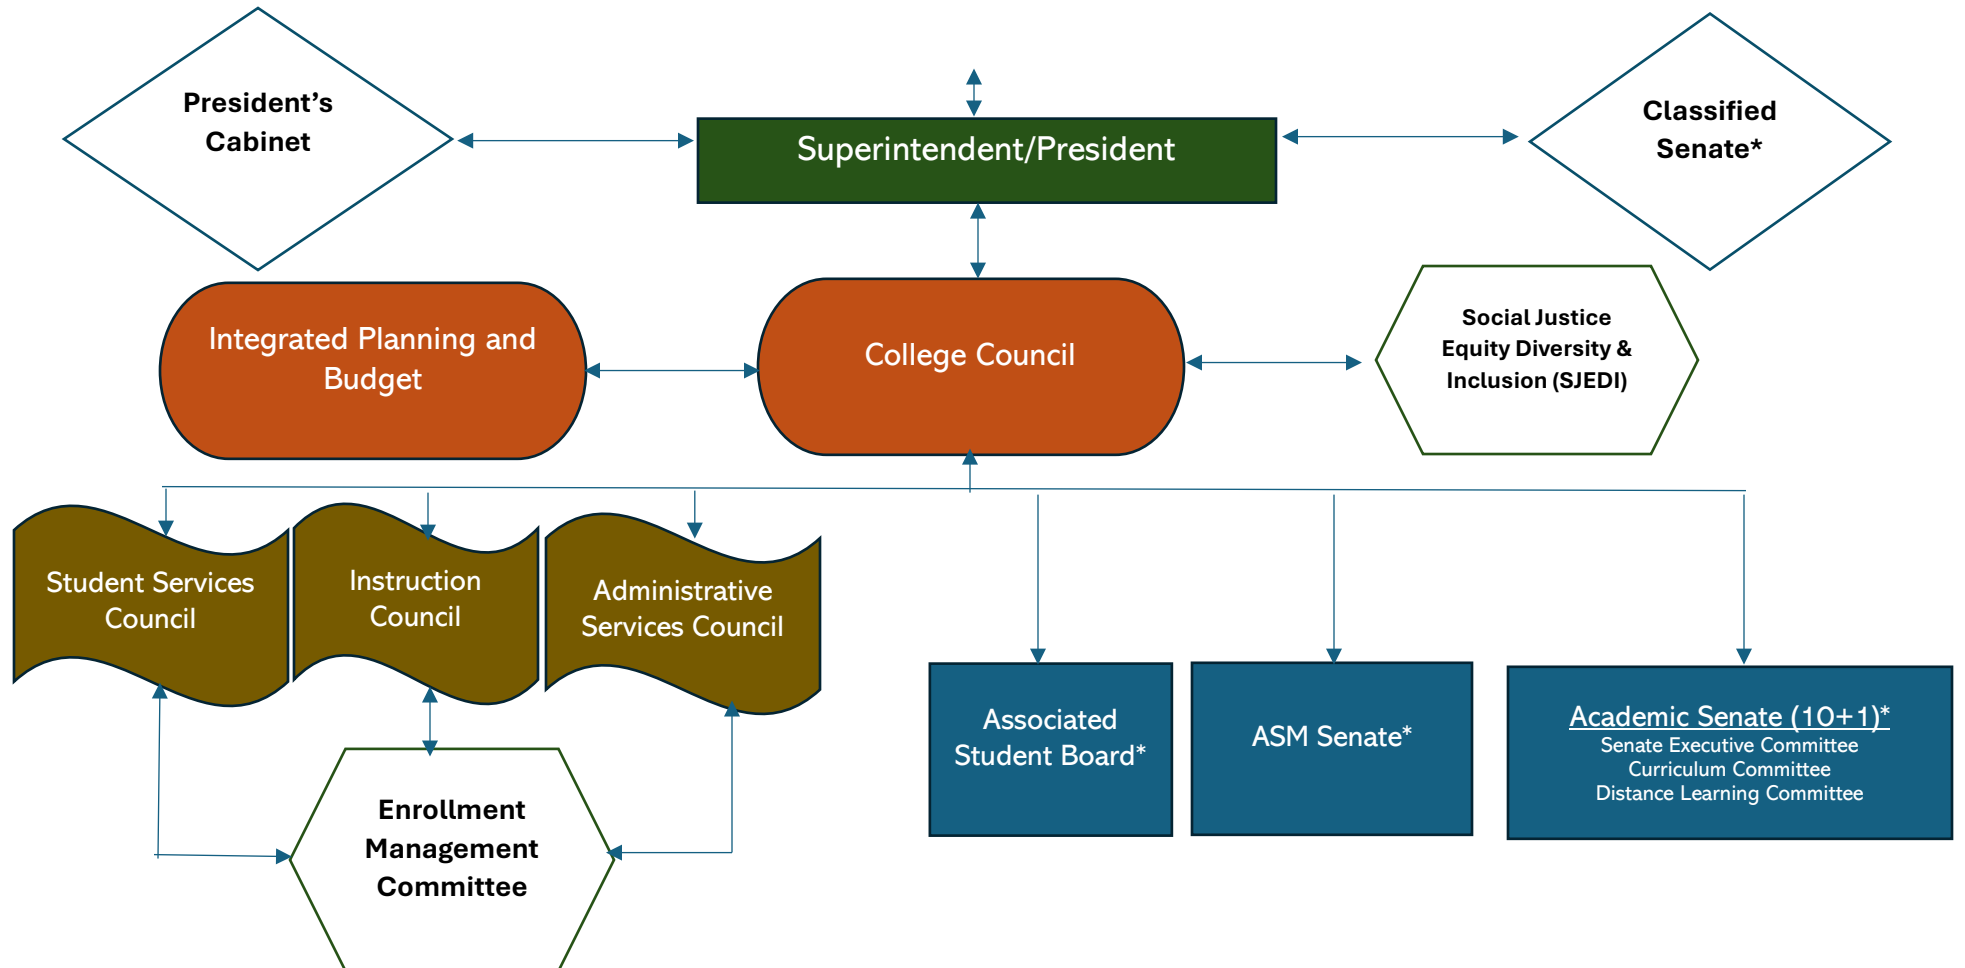 President’s
Cabinet
Superintendent/President
Classified
Senate*
Integrated Planning and
Budget
College Council
Social Justice
Equity Diversity &
Inclusion (SJEDI)
Student Services
Council
Instruction
Council
Administrative
Services Council
Associated
Student Board*
ASM Senate*
Academic Senate (10+1)*
Senate Executive Committee
Curriculum Committee
Distance Learning Committee
Enrollment
Management
Committee